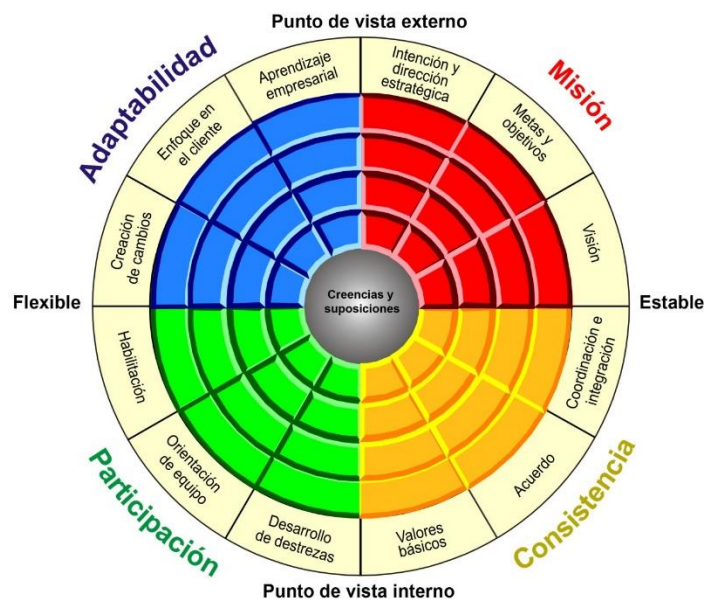 Punto de vista externo
Adaptabilidad
Misión
Aprendizaje
empresarial
Intención y
dirección
estratégica
Enfoque en
el cliente
Metas y
objetivos
Creación
de cambios
Visión
Flexible
Creencias y
suposiciones
Estable
Habilitación
Coordinación e
integración
Orientación
de equipo
Acuerdo
Desarrollo
de destrezas
Valores
básicos
Participación
Consistencia
Punto de vista interno